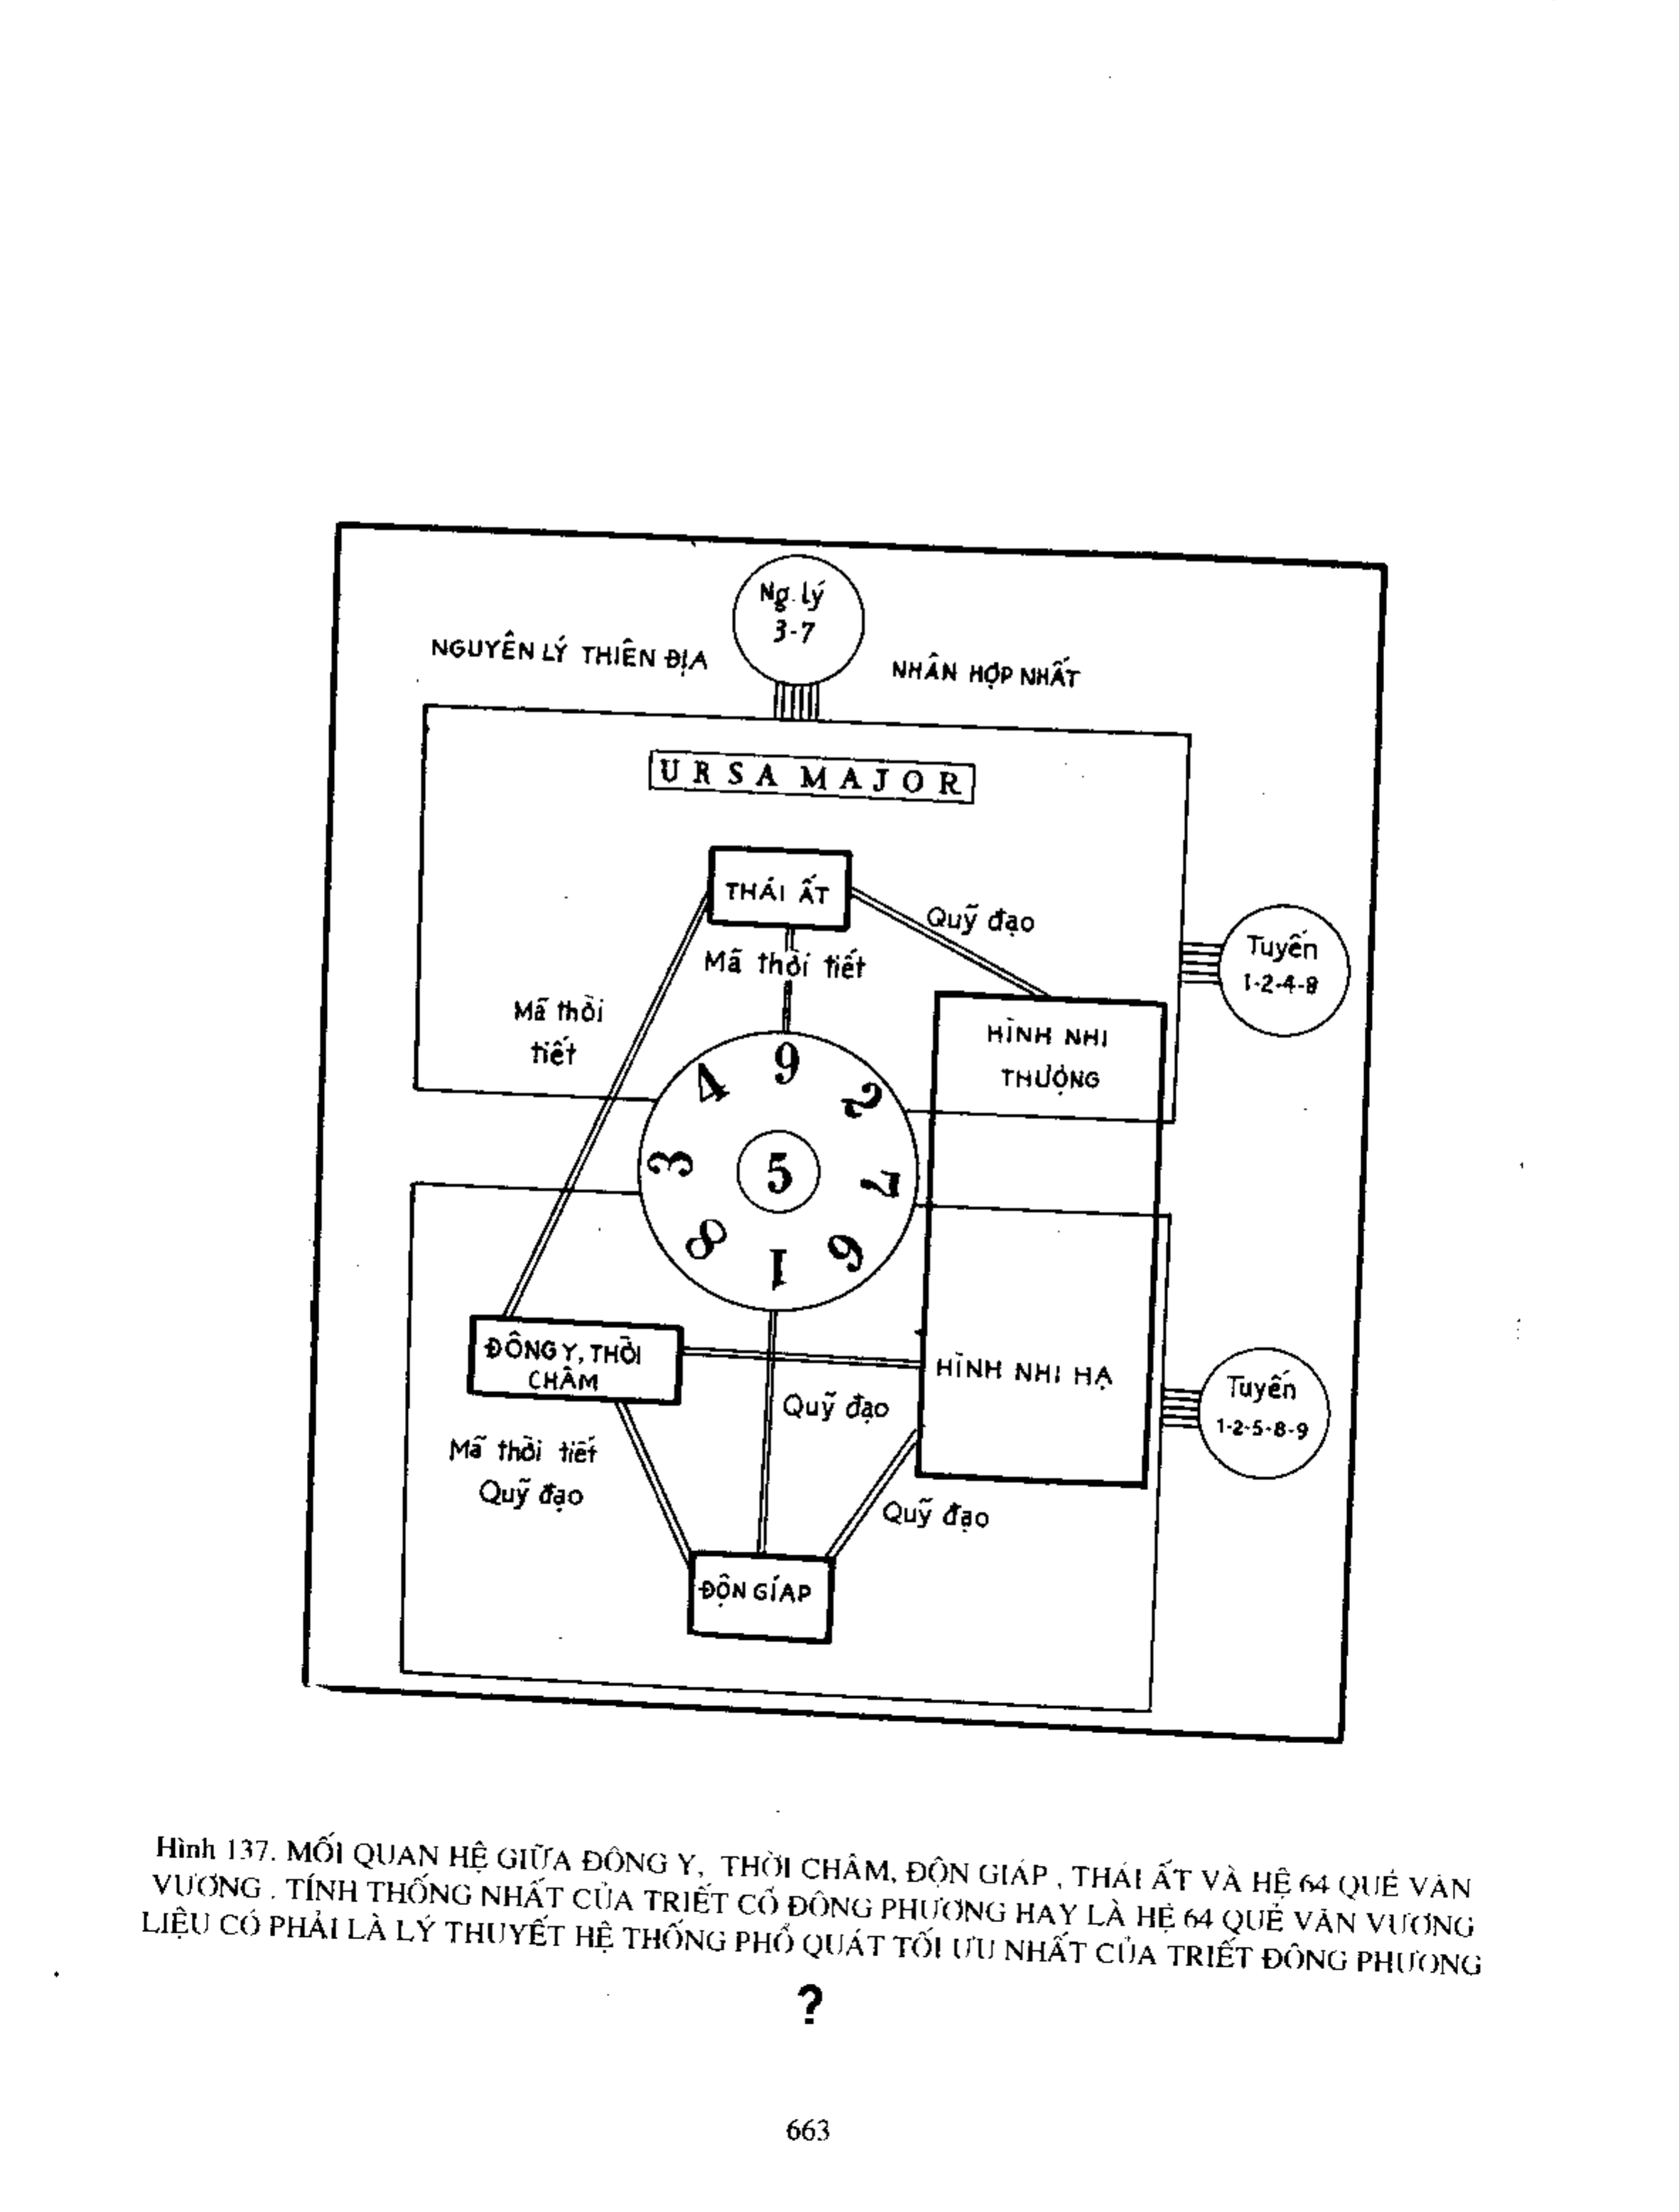 Ng. lý
3-7
NGUYÊN LÝ THIÊN ĐỊA
NHÂN HỢP NHẤT
URSA MAJOR
THÁI ẤT
Quỹ đạo
Mã thời tiết
Tuyến
1-2-4-8
Mã thời
tiết
HÌNH NHI
THƯỢNG
9
4
2
3
5
7
8
6
1
ĐÔNG Y, THỜI
CHÂM
HÌNH NHI HẠ
Tuyến
1-2-5-8-9
Quỹ đạo
Mã thời tiết
Quỹ đạo
Quỹ đạo
ĐỘN GÍAP
Hình 137. MỐI QUAN HỆ GIỮA ĐÔNG Y, THỜI CHÂM, ĐỘN GIÁP , THÁI ẤT VÀ HỆ 64 QUẺ VĂN
VƯƠNG . TÍNH THỐNG NHẤT CỦA TRIẾT CỔ ĐÔNG PHƯƠNG HAY LÀ HỆ 64 QUẺ VĂN VƯƠNG
LIỆU CÓ PHẢI LÀ LÝ THUYẾT HỆ THỐNG PHỔ QUÁT TỐI ƯU NHẤT CỦA TRIẾT ĐÔNG PHƯƠNG
?
663